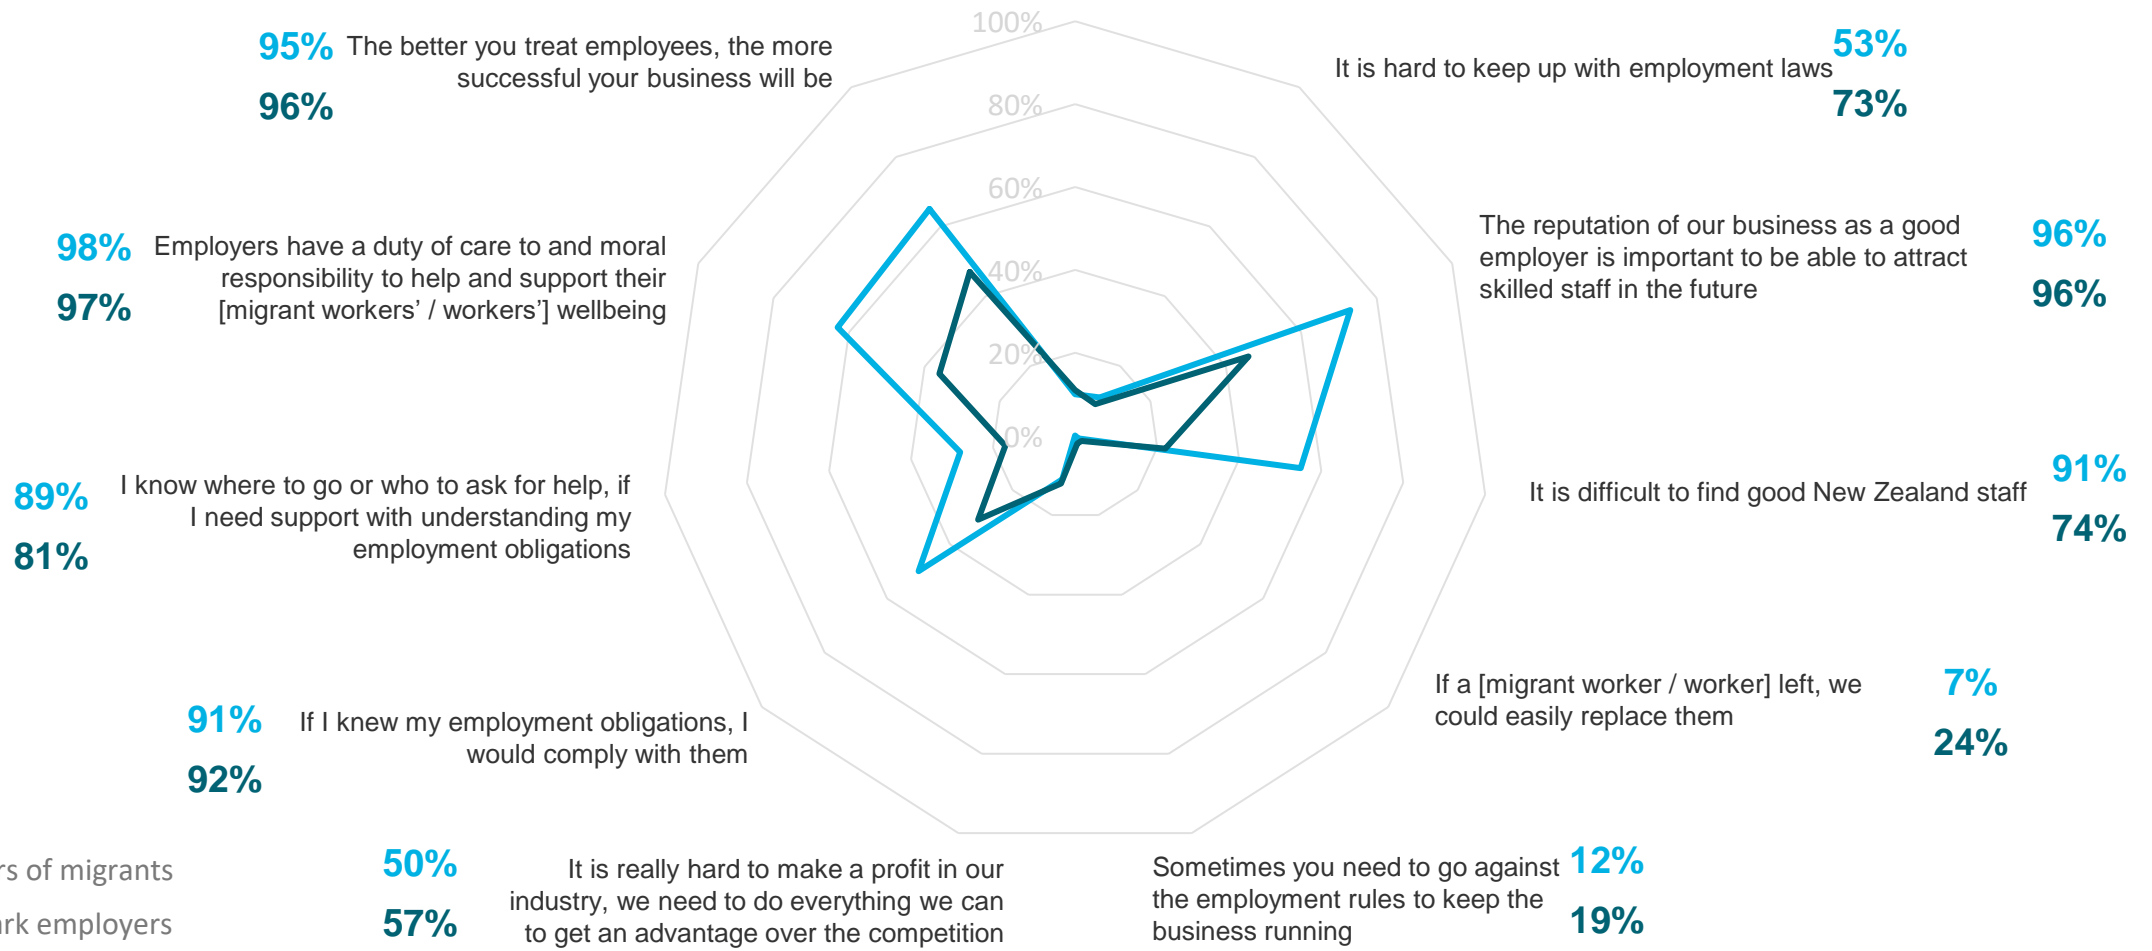 100%
80%
60%
40%
20%
0%
95%
96%
The better you treat employees, the more
successful your business will be
53%
73%
It is hard to keep up with employment laws
98%
97%
Employers have a duty of care to and moral
responsibility to help and support their
[migrant workers’ / workers’] wellbeing
The reputation of our business as a good
employer is important to be able to attract
skilled staff in the future
96%
96%
89%
81%
I know where to go or who to ask for help, if
I need support with understanding my
employment obligations
It is difficult to find good New Zealand staff
91%
74%
91%
92%
If I knew my employment obligations, I
would comply with them
If a [migrant worker / worker] left, we
could easily replace them
7%
24%
of migrants
employers
50%
57%
It is really hard to make a profit in our
industry, we need to do everything we can
to get an advantage over the competition
Sometimes you need to go against
the employment rules to keep the
business running
12%
19%